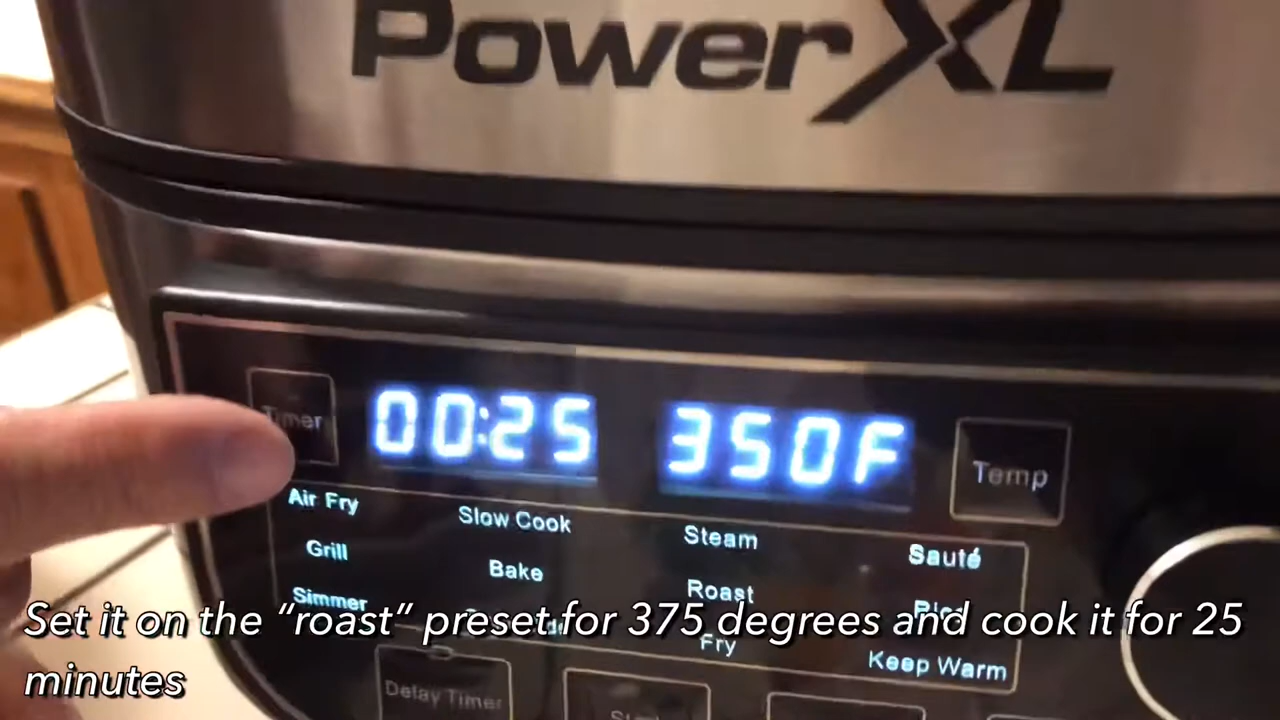 PowerXL
Timer
00:25
350F
Temp
Air Fry
Slow Cook
Steam
Sauté
Grill
Bake
Roast
Simmer
Set it on the “roast” preset for 375 degrees and cook it for 25
minutes
Fry
Keep Warm
Delay Timer